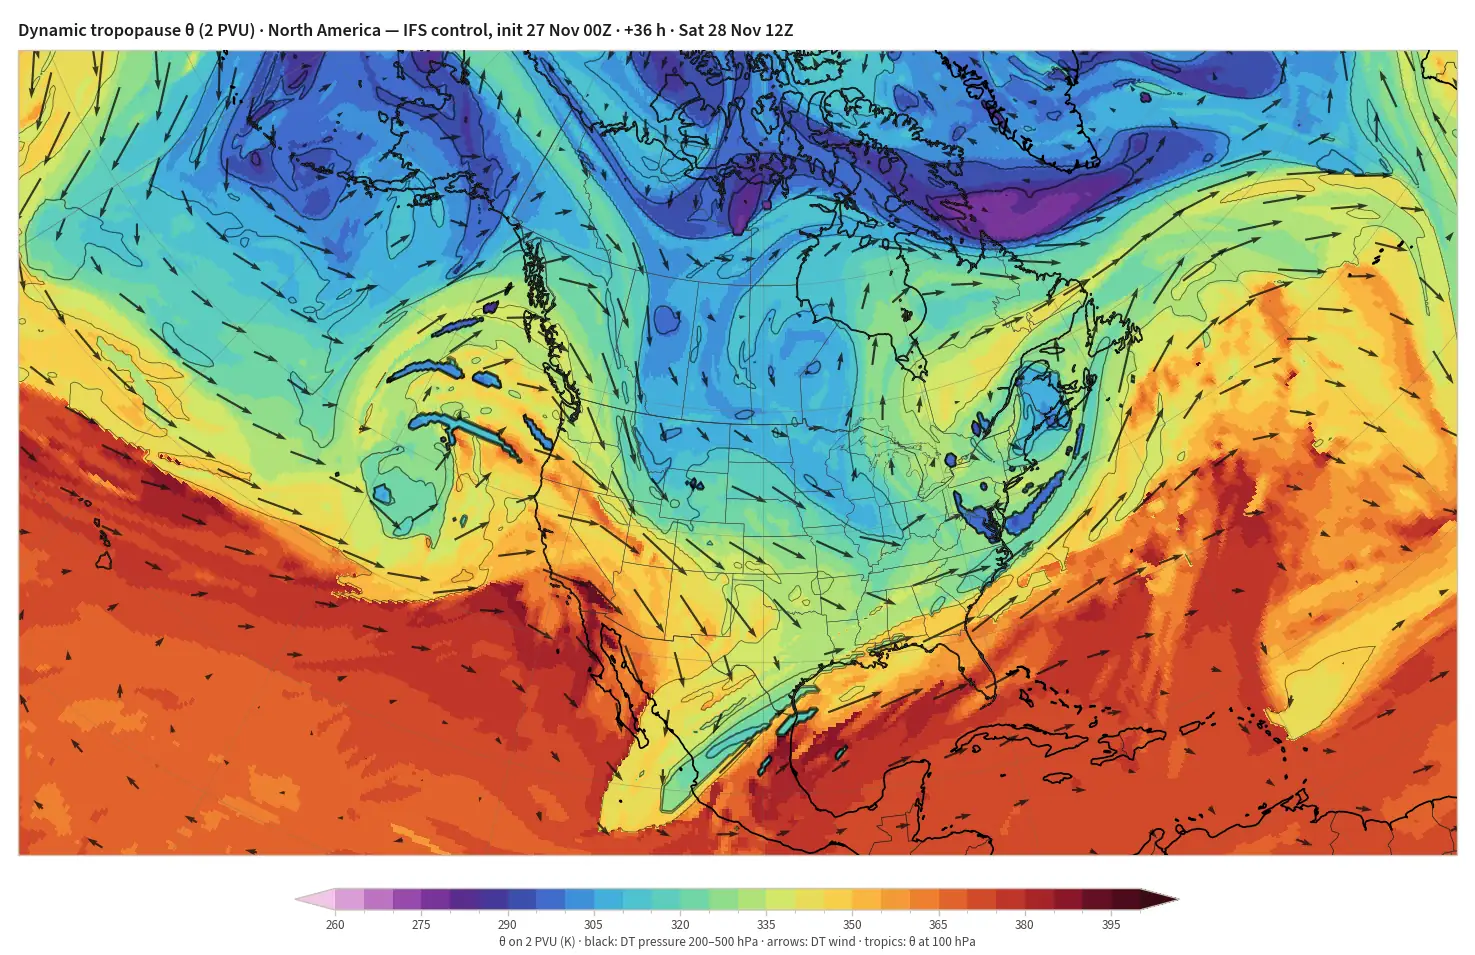 Dynamic tropopause θ (2 PVU) · North America — IFS control, init 27 Nov 00Z · +36 h · Sat 28 Nov 12Z
260 275 290 305 320 335 350 365 380 395
θ on 2 PVU (K) · black: DT pressure 200–500 hPa · arrows: DT wind · tropics: θ at 100 hPa